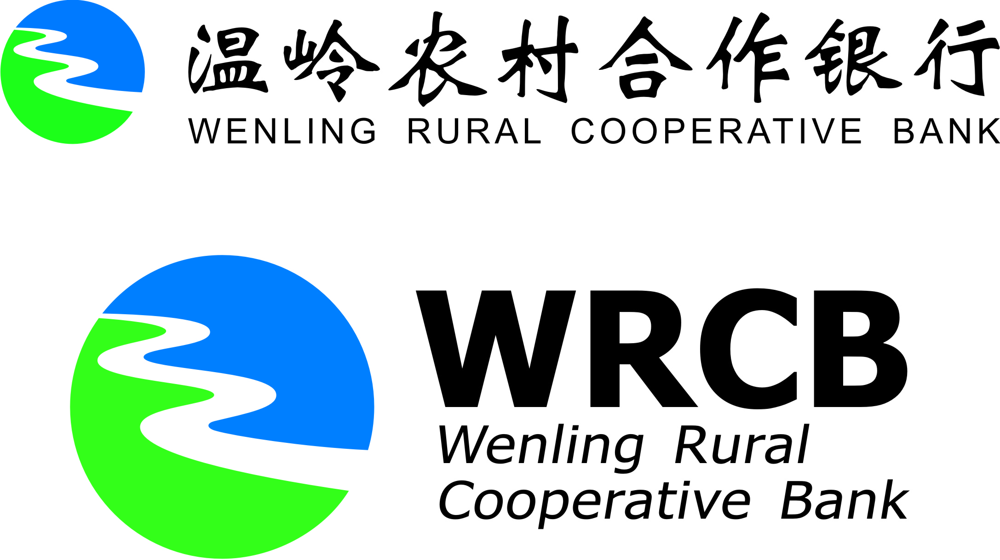 温岭农村合作银行
WENLING RURAL COOPERATIVE BANK
WRCB
Wenling Rural
Cooperative Bank